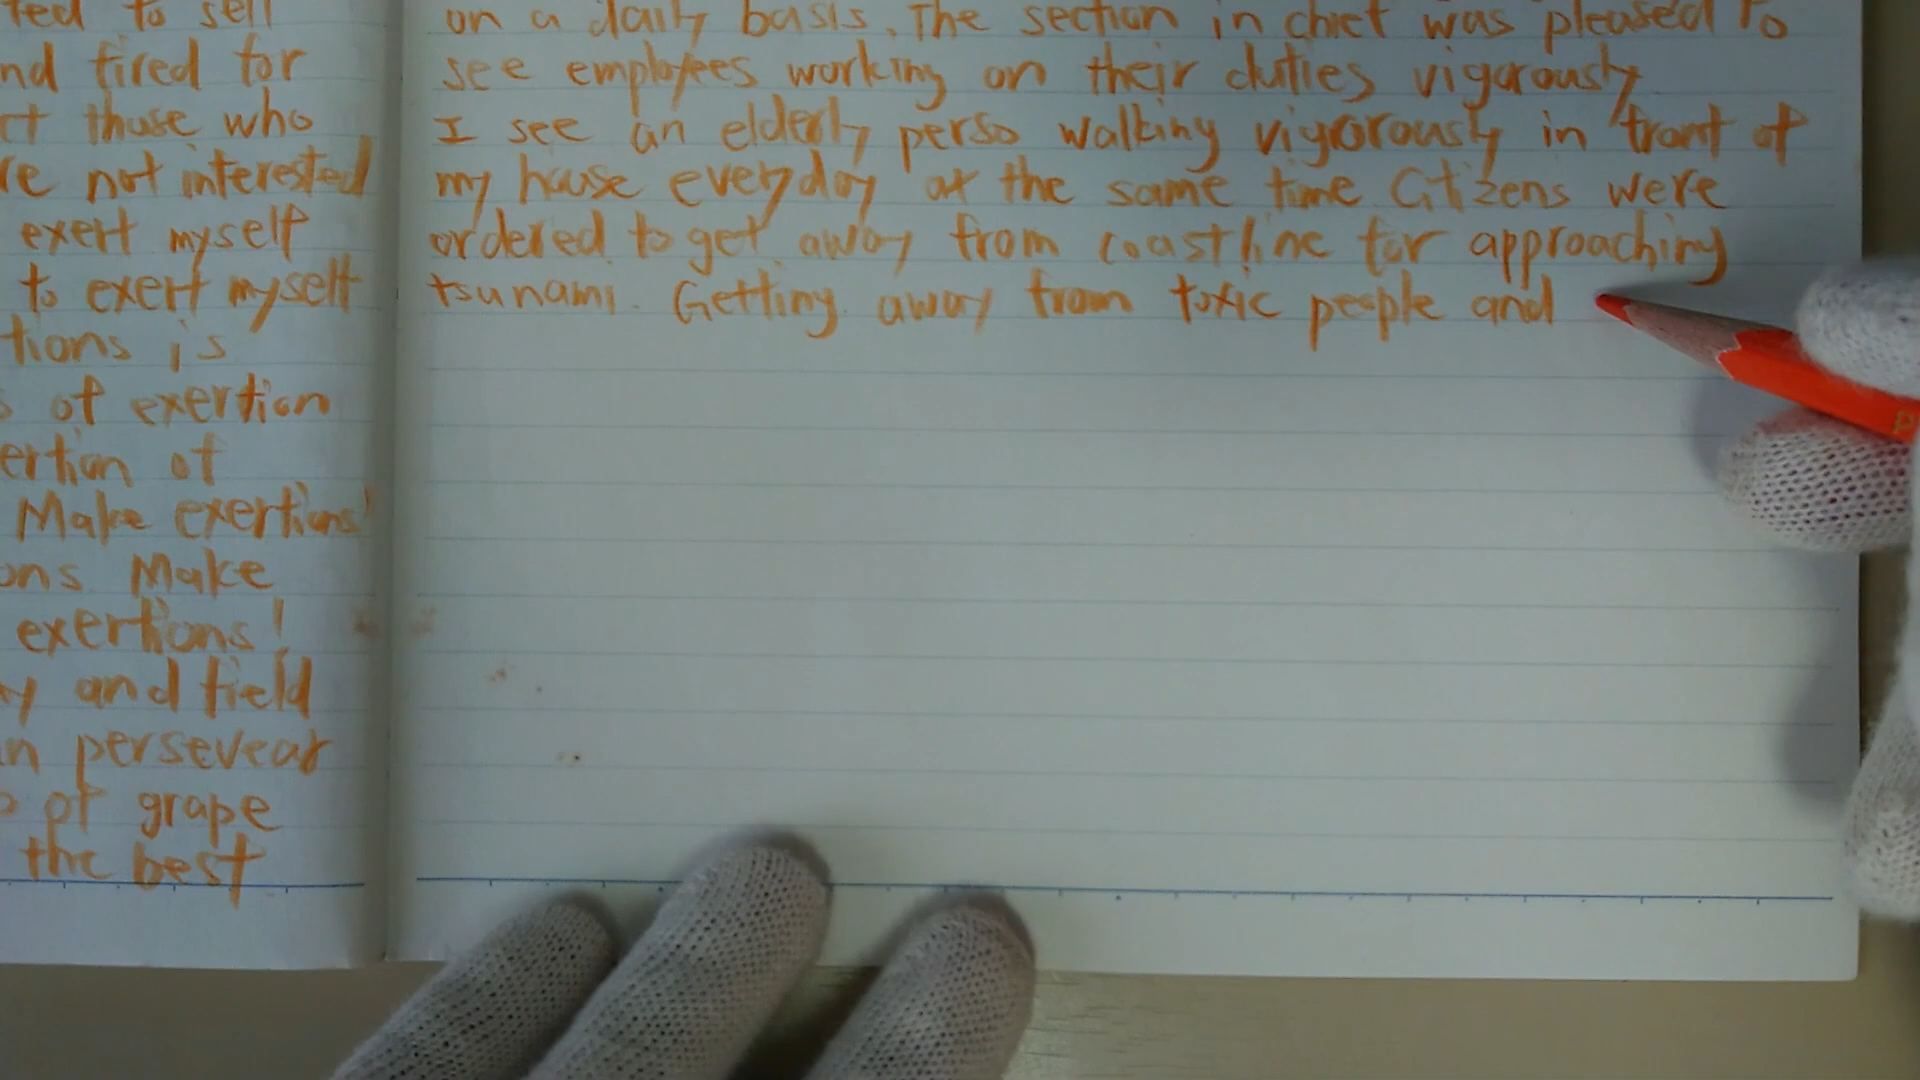 ted to sell
nd fired for
ct those who
re not interested
exert myself
to exert myself
tions is
s of exertion
ertion of
Make exertions!
ons Make
exertions!
y and field
in persevear
o of grape
the best
on a daily basis. The section in chief was pleased to
see employees working on their duties vigorously
I see an elderly perso walking vigorously in front of
my house everyday at the same time. Citizens were
ordered to get away from coastline for approaching
tsunami. Getting away from toxic people and